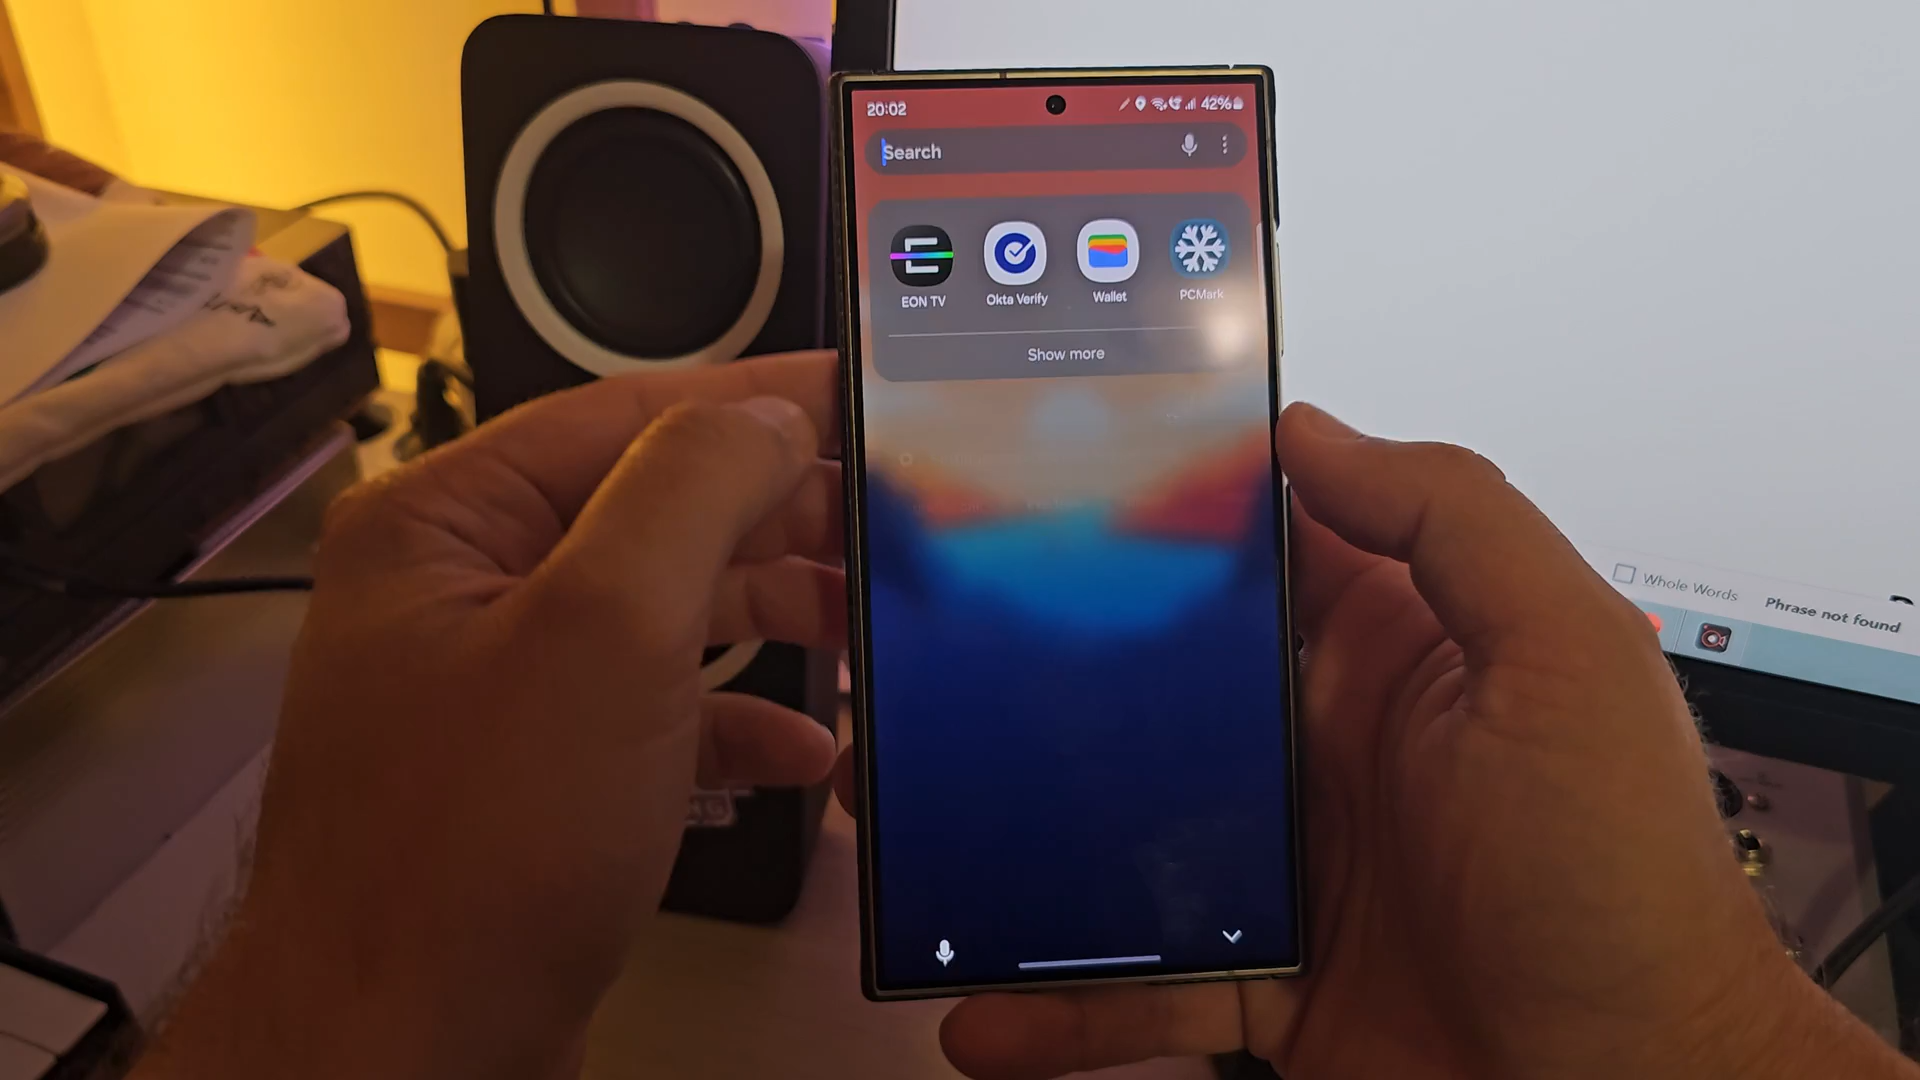 20:02
42%
Search
EON TV
Okta Verify
Wallet
PCMark
Show more
Whole Words
Phrase not found